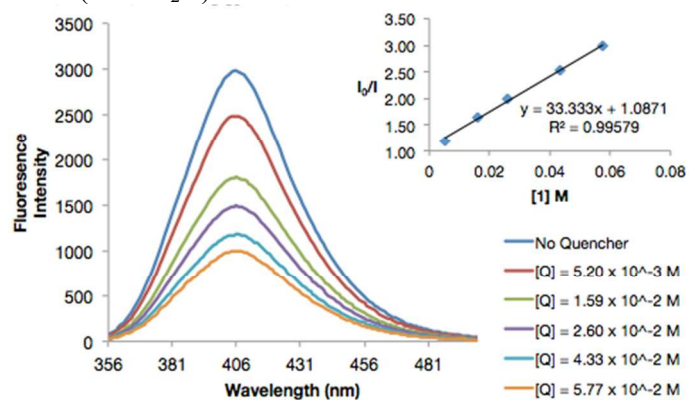 3500
3000
2500
2000
1500
1000
500
0
Fluoresence
Intensity
356 381 406 431 456 481
Wavelength (nm)
3.50
3.00
2.50
2.00
1.50
1.00
I₀/I
y = 33.333x + 1.0871
R² = 0.99579
0 0.02 0.04 0.06 0.08
[1] M
No Quencher
[Q] = 5.20 x 10^-3 M
[Q] = 1.59 x 10^-2 M
[Q] = 2.60 x 10^-2 M
[Q] = 4.33 x 10^-2 M
[Q] = 5.77 x 10^-2 M